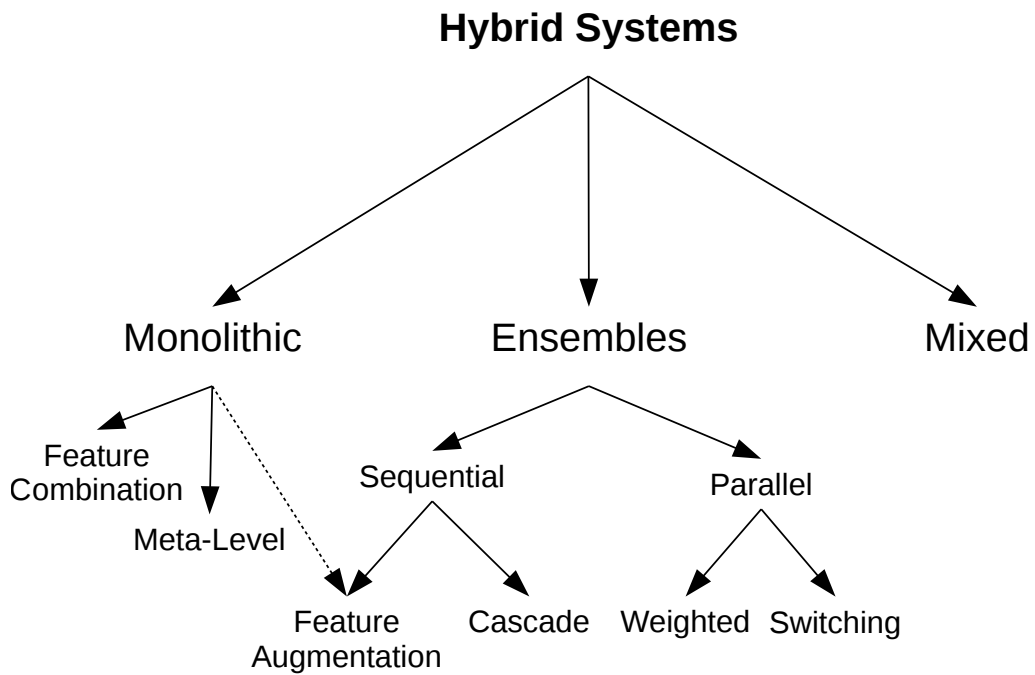 Hybrid Systems
Monolithic
Ensembles
Mixed
Feature
Combination
Meta-Level
Sequential
Parallel
Feature
Augmentation
Cascade
Weighted
Switching